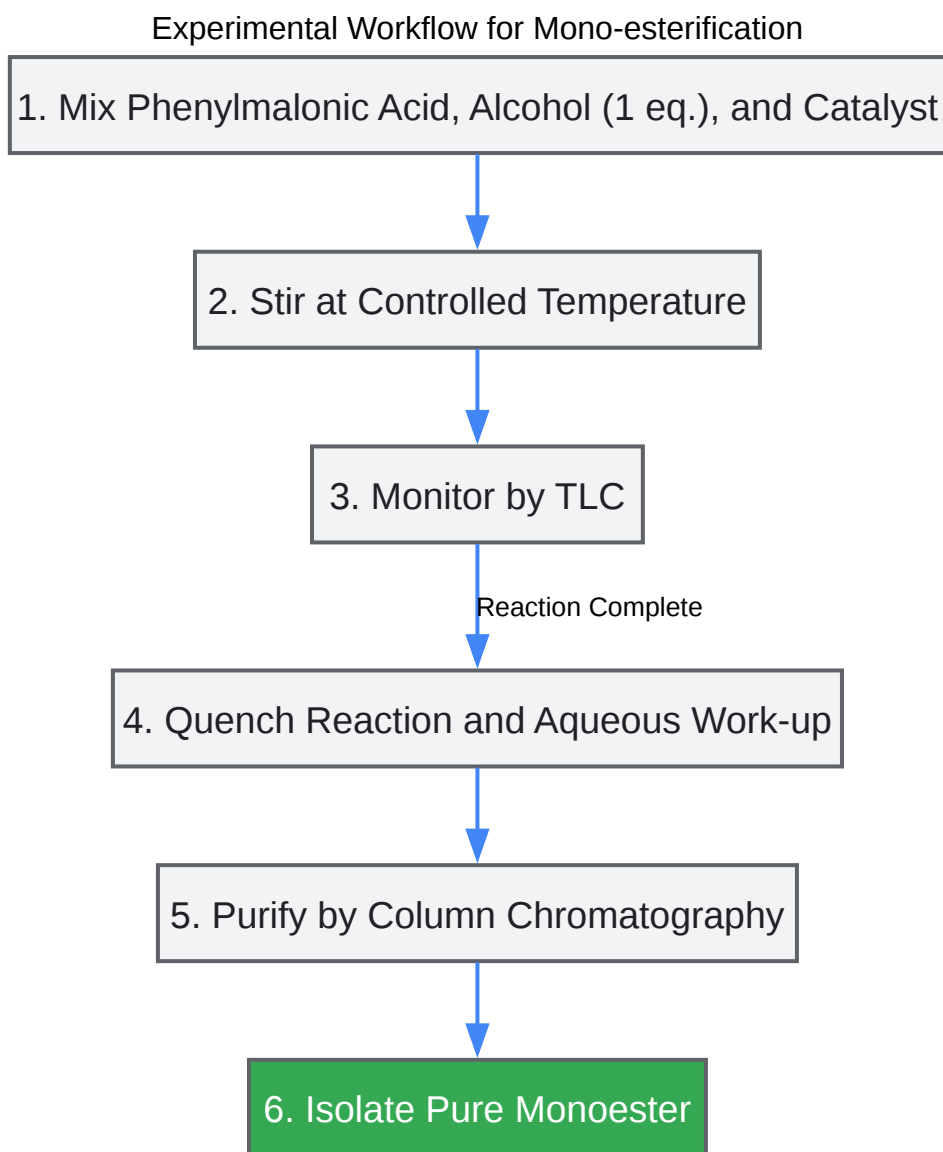 Experimental Workflow for Mono-esterification
1. Mix Phenylmalonic Acid, Alcohol (1 eq.), and Catalyst
2. Stir at Controlled Temperature
3. Monitor by TLC
Reaction Complete
4. Quench Reaction and Aqueous Work-up
5. Purify by Column Chromatography
6. Isolate Pure Monoester